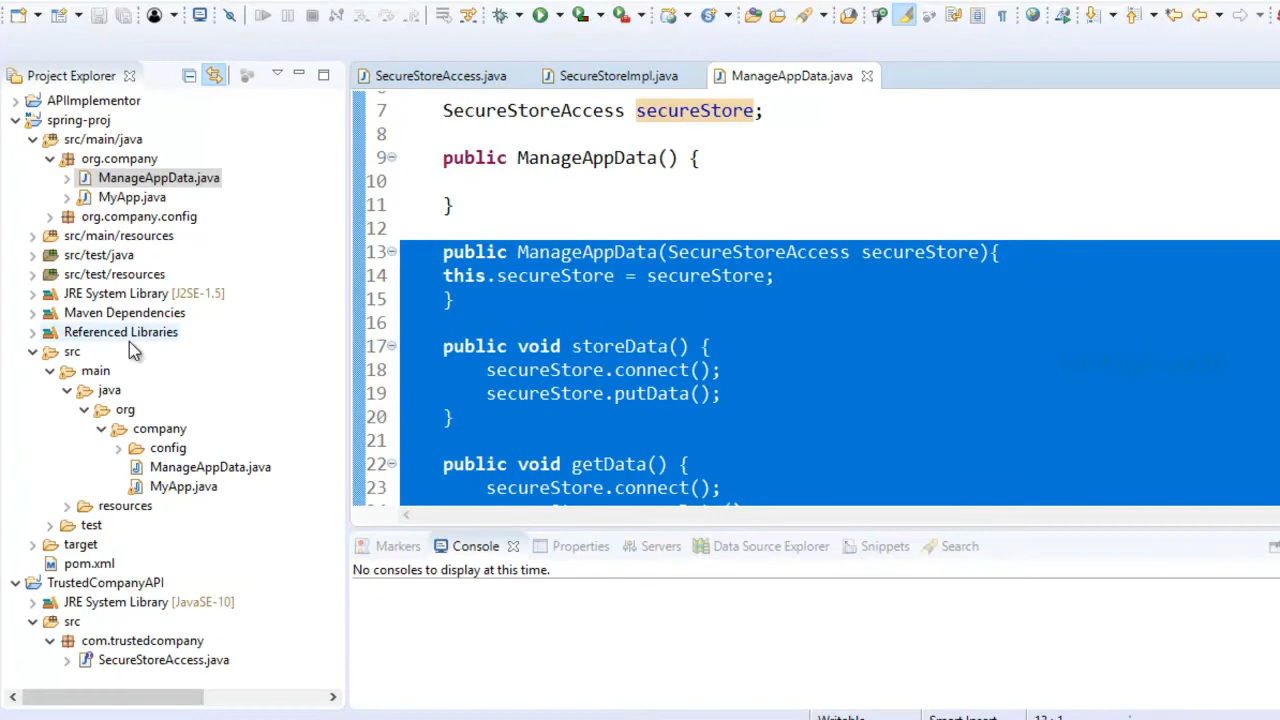 Project Explorer
APIImplementor
spring-proj
src/main/java
org.company
ManageAppData.java
MyApp.java
org.company.config
src/main/resources
src/test/java
src/test/resources
JRE System Library [J2SE-1.5]
Maven Dependencies
Referenced Libraries
src
main
java
org
company
config
ManageAppData.java
MyApp.java
resources
test
target
pom.xml
TrustedCompanyAPI
JRE System Library [JavaSE-10]
src
com.trustedcompany
SecureStoreAccess.java
SecureStoreAccess.java SecureStoreImpl.java ManageAppData.java
7 SecureStoreAccess secureStore;
8
9 public ManageAppData() {
10
11 }
12
13 public ManageAppData(SecureStoreAccess secureStore){
14 this.secureStore = secureStore;
15 }
16
17 public void storeData() {
18 secureStore.connect();
19 secureStore.putData();
20 }
21
22 public void getData() {
23 secureStore.connect();
Markers Console Properties Servers Data Source Explorer Snippets Search
No consoles to display at this time.